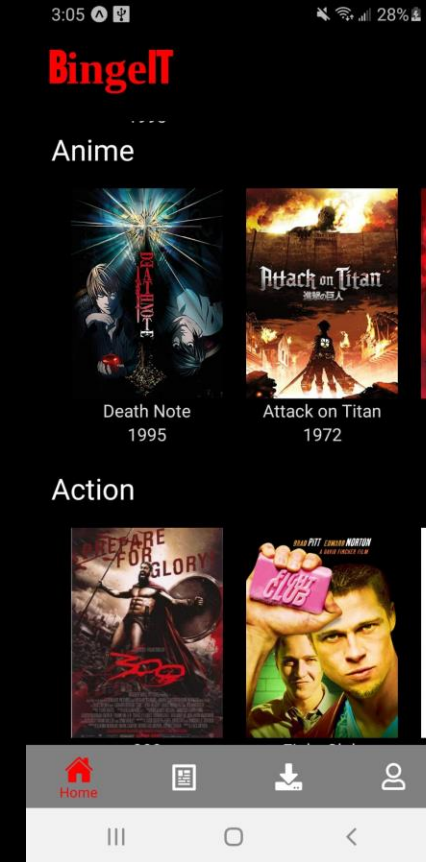 3:05
28%
BingeIT
Anime
DEATH NOTE
Attack on Titan
進撃の巨人
Death Note
Attack on Titan
1995
1972
Action
PREPARE
FOR
GLORY
300
BRAD PITT EDWARD NORTON
A DAVID FINCHER FILM
FIGHT
CLUB
Home